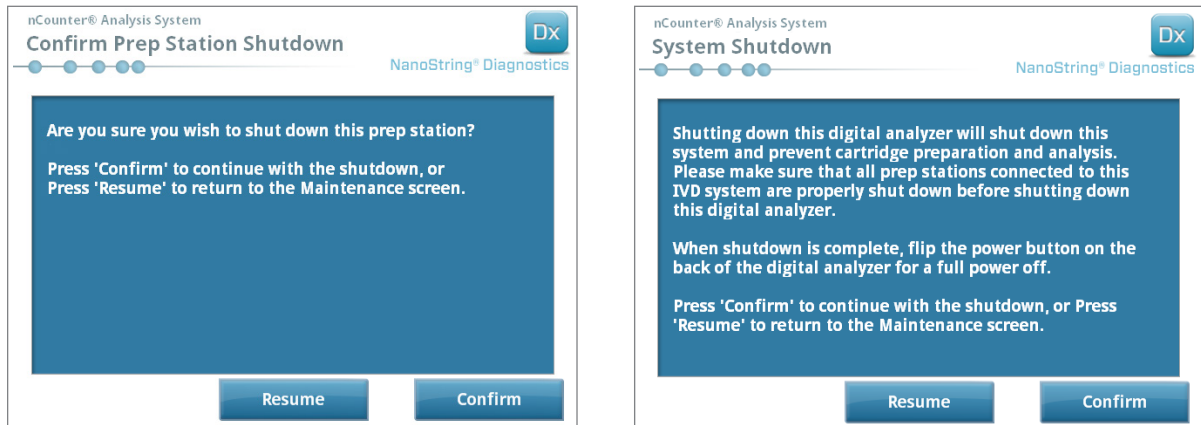 nCounter® Analysis System
Confirm Prep Station Shutdown
Dx
NanoString® Diagnostics
Are you sure you wish to shut down this prep station?
Press 'Confirm' to continue with the shutdown, or
Press 'Resume' to return to the Maintenance screen.
Resume
Confirm
nCounter® Analysis System
System Shutdown
Dx
NanoString® Diagnostics
Shutting down this digital analyzer will shut down this
system and prevent cartridge preparation and analysis.
Please make sure that all prep stations connected to this
IVD system are properly shut down before shutting down
this digital analyzer.
When shutdown is complete, flip the power button on the
back of the digital analyzer for a full power off.
Press 'Confirm' to continue with the shutdown, or Press
'Resume' to return to the Maintenance screen.
Resume
Confirm